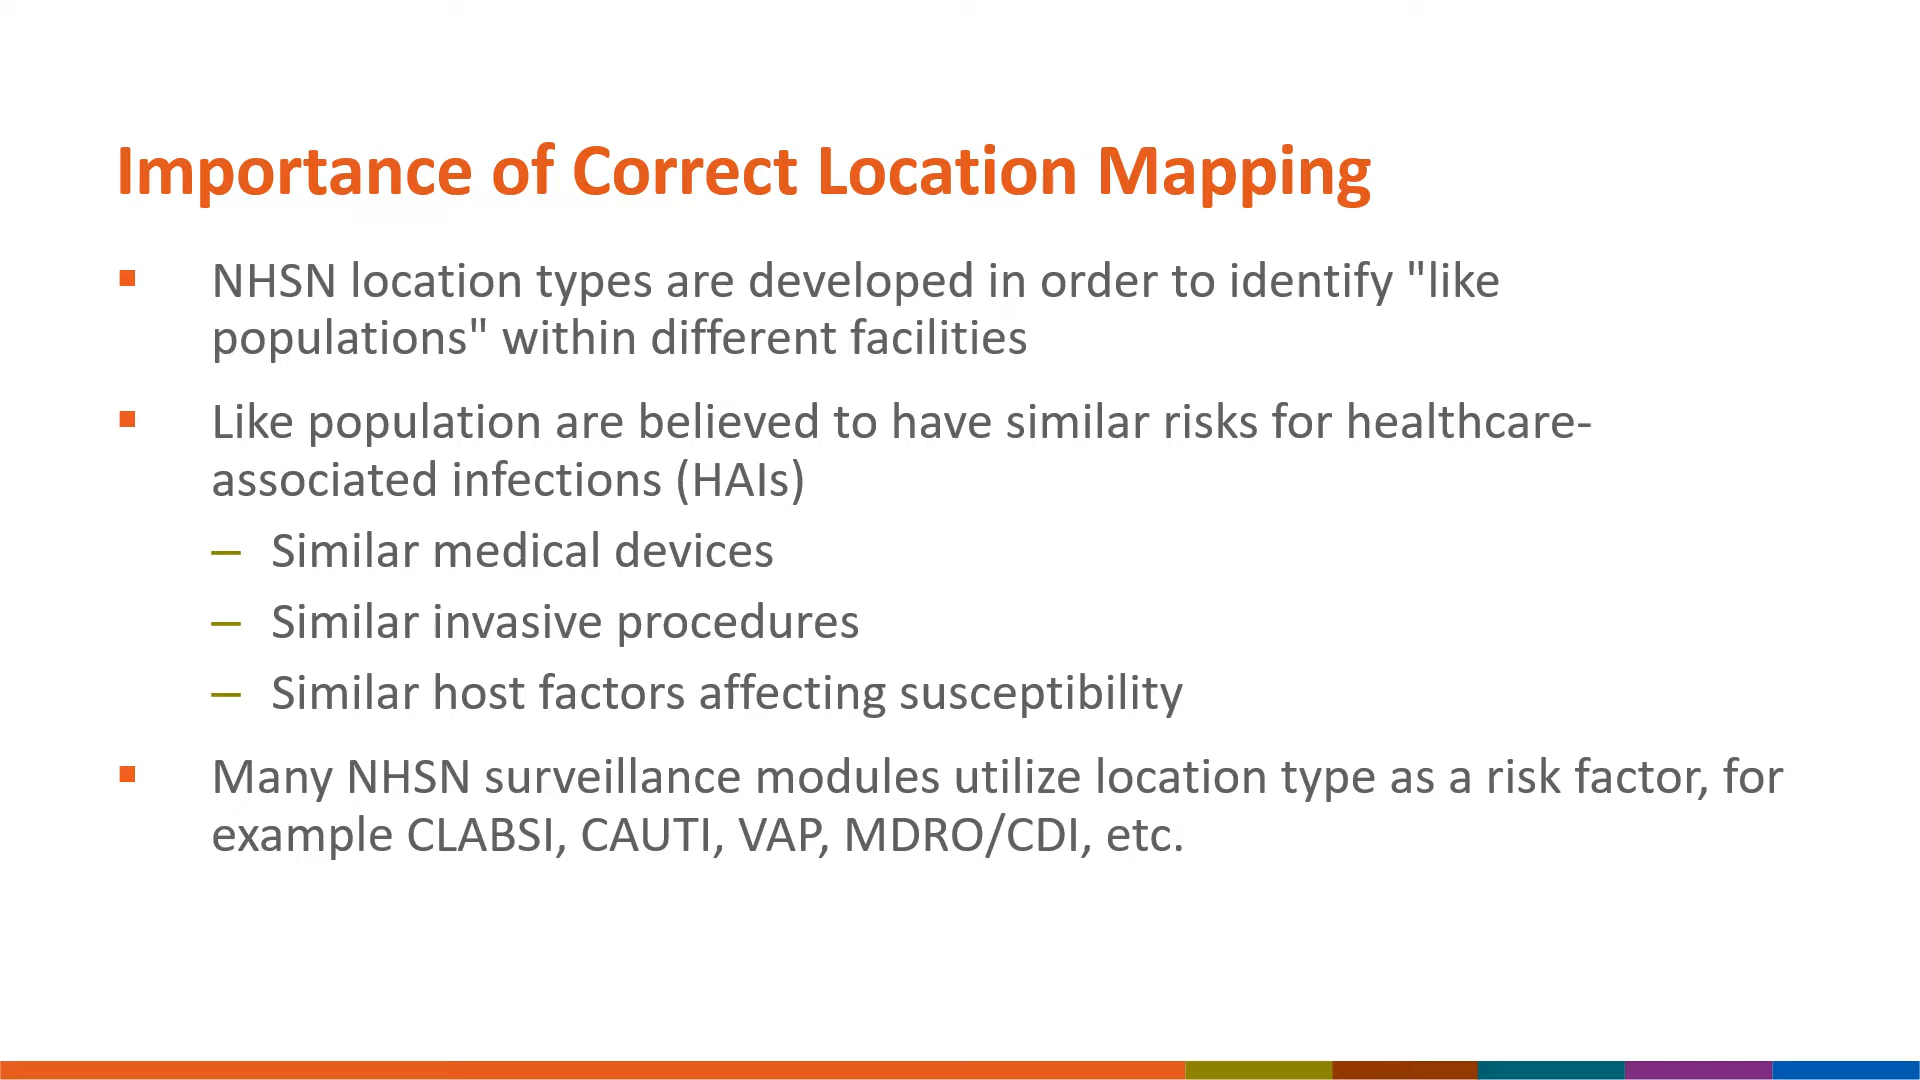 Importance of Correct Location Mapping
▪ NHSN location types are developed in order to identify "like
populations" within different facilities
▪ Like population are believed to have similar risks for healthcare-
associated infections (HAIs)
– Similar medical devices
– Similar invasive procedures
– Similar host factors affecting susceptibility
▪ Many NHSN surveillance modules utilize location type as a risk factor, for
example CLABSI, CAUTI, VAP, MDRO/CDI, etc.